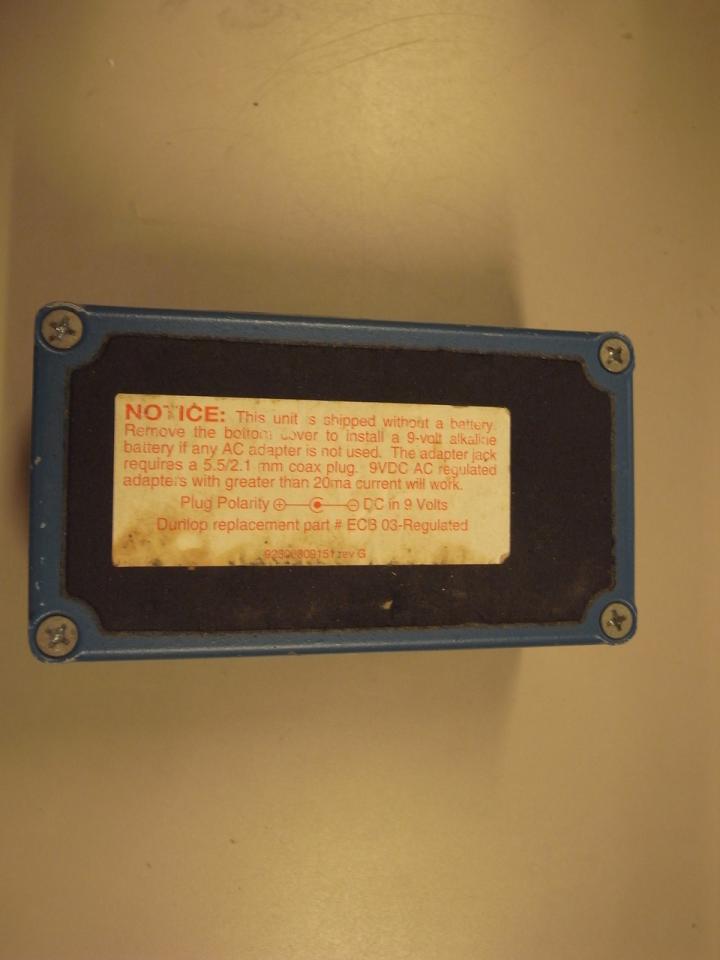 NOTICE: This unit is shipped without a battery.
Remove the bottom cover to install a 9-volt alkaline
battery if any AC adapter is not used. The adapter jack
requires a 5.5/2.1 mm coax plug. 9VDC AC regulated
adapters with greater than 20ma current will work.
Plug Polarity + - DC in 9 Volts
Dunlop replacement part # ECB 03-Regulated
rev G